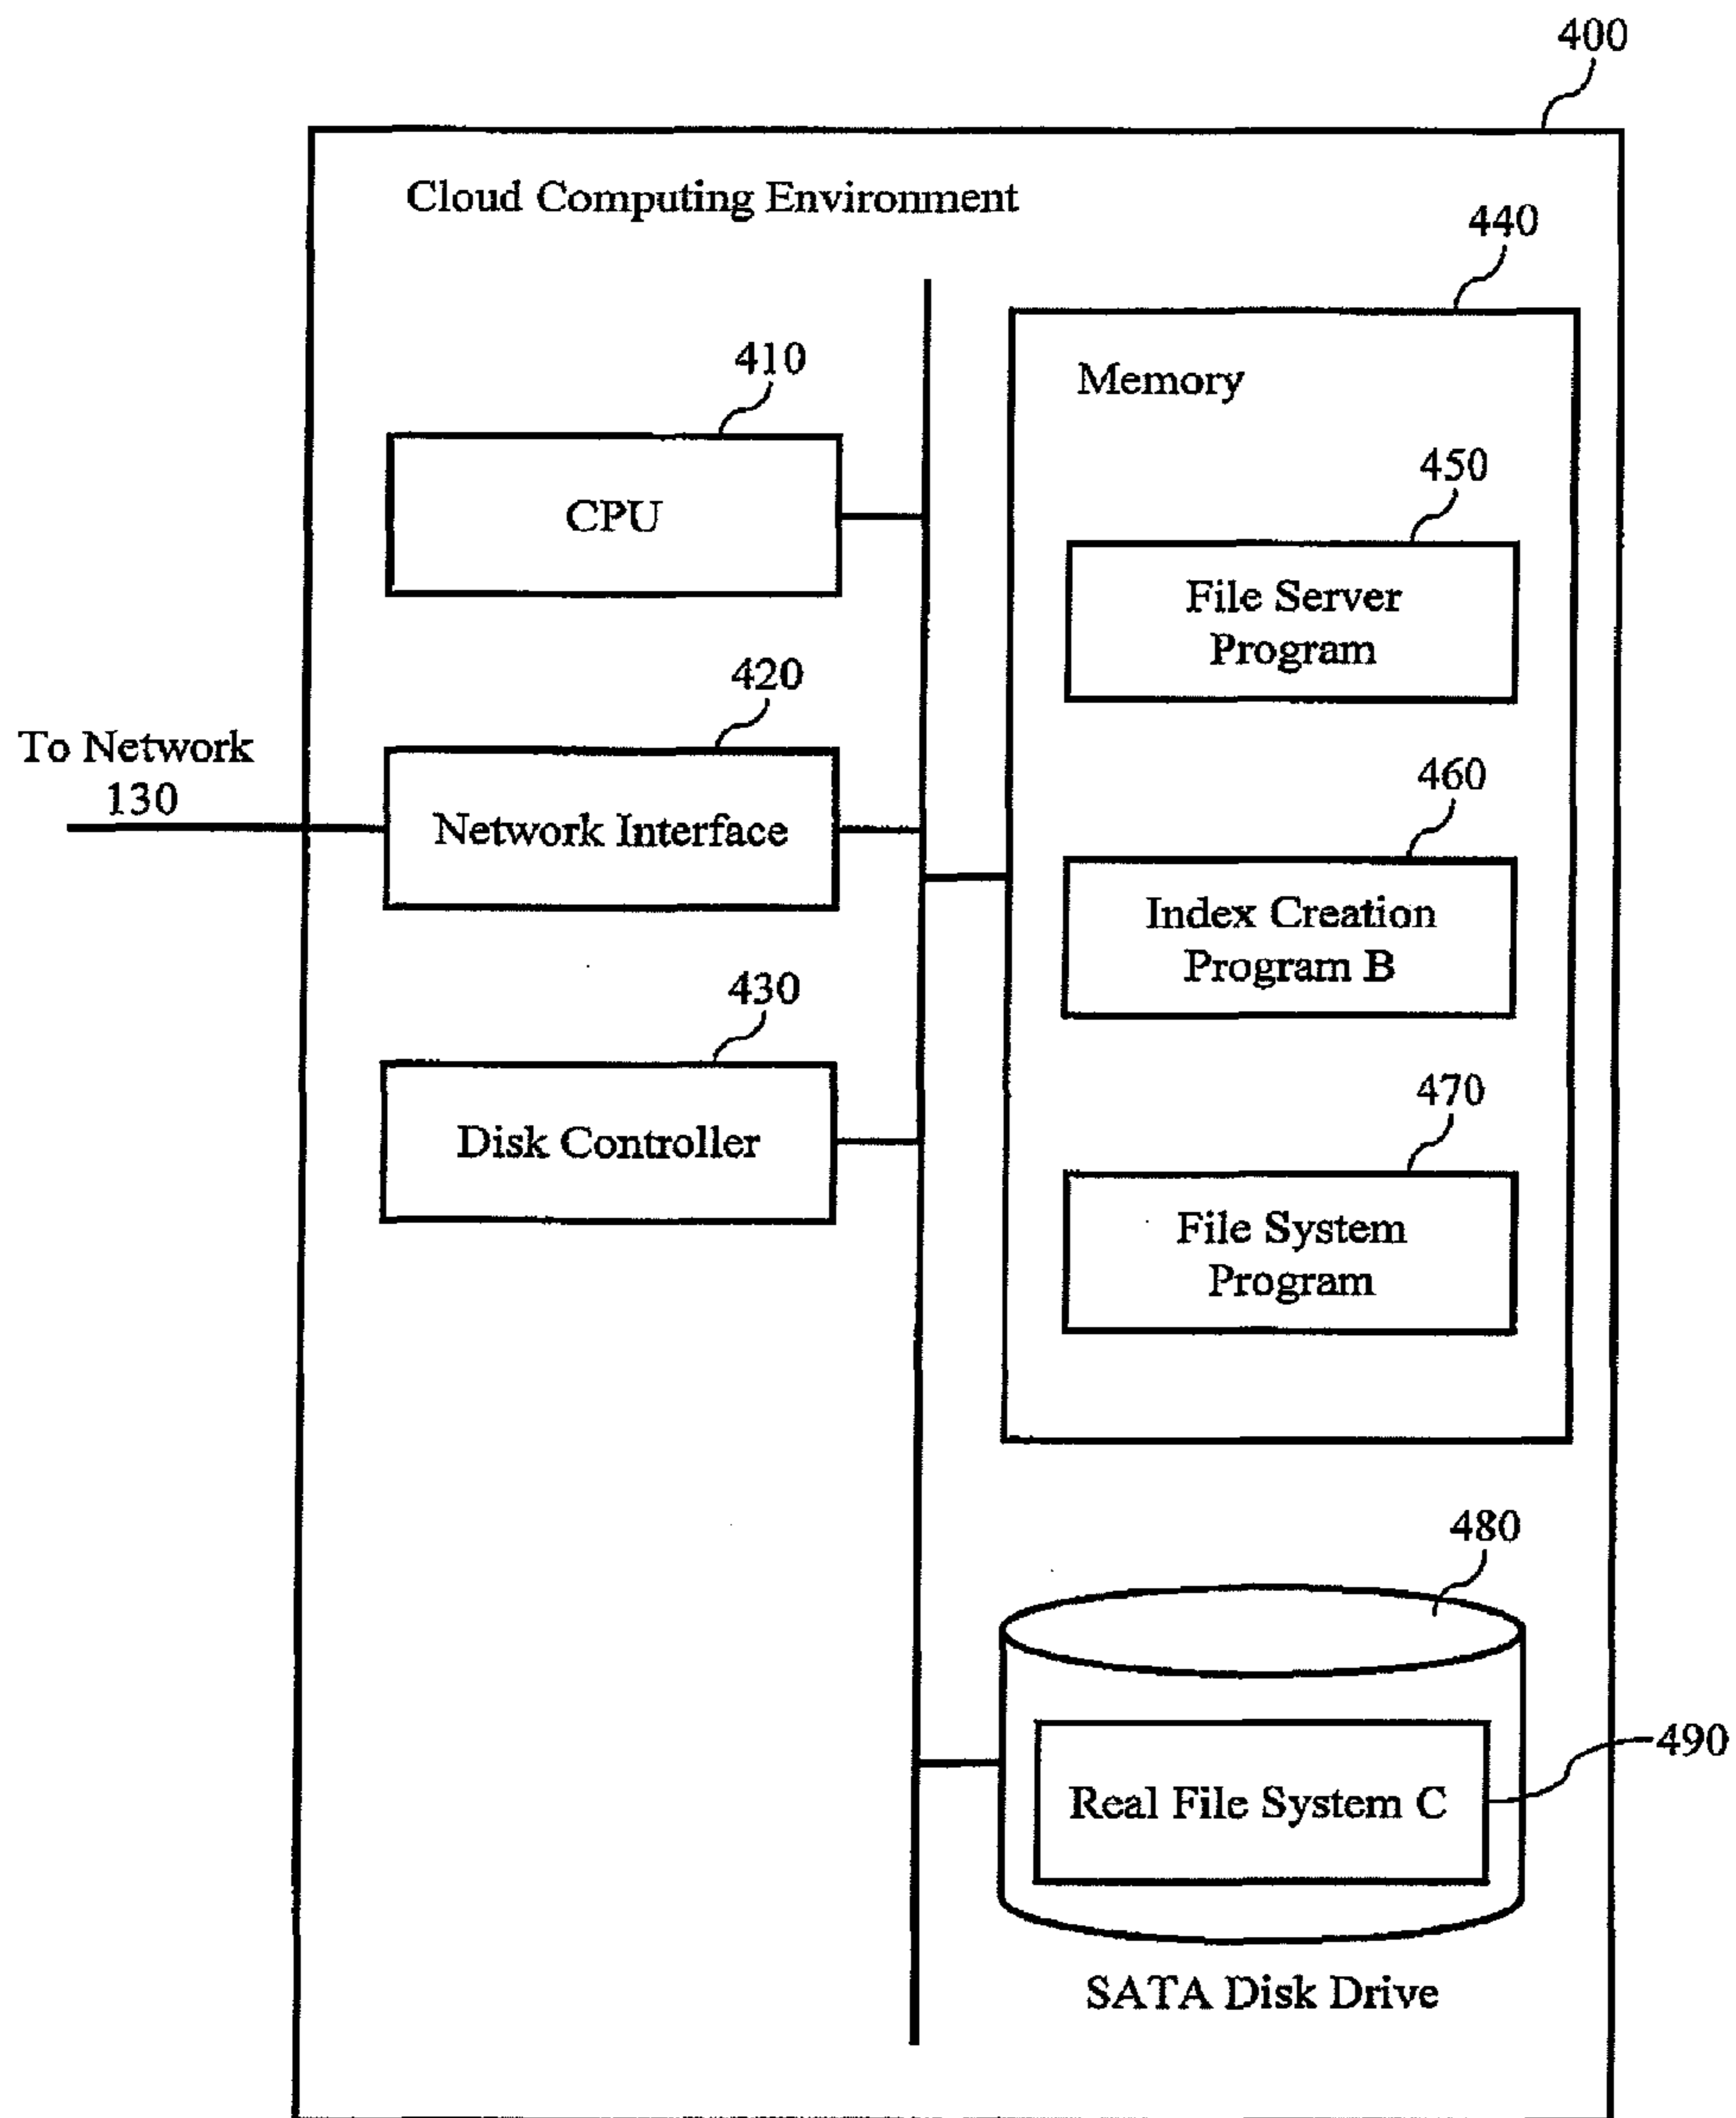 400
Cloud Computing Environment
440
410
Memory
CPU
450
File Server
Program
420
To Network
130
Network Interface
460
Index Creation
Program B
430
Disk Controller
470
File System
Program
480
490
Real File System C
SATA Disk Drive